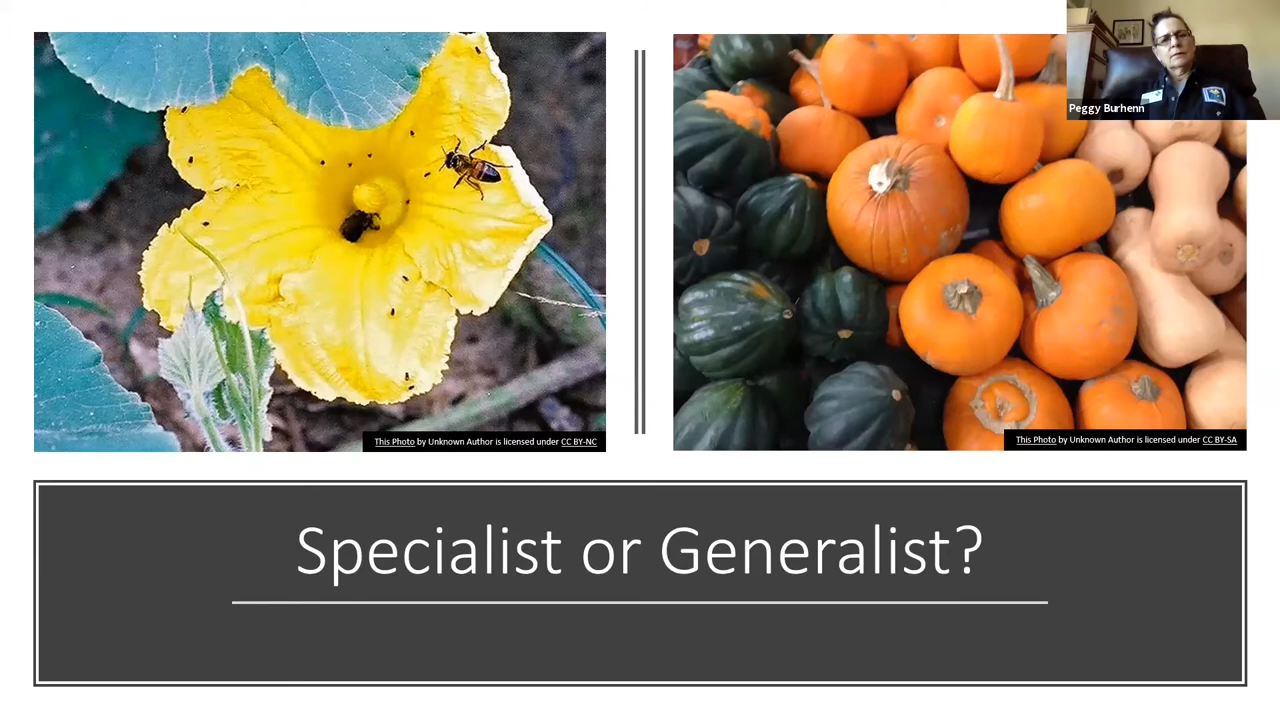 Peggy Burhenn
This Photo by Unknown Author is licensed under CC BY-NC
This Photo by Unknown Author is licensed under CC BY-SA
Specialist or Generalist?